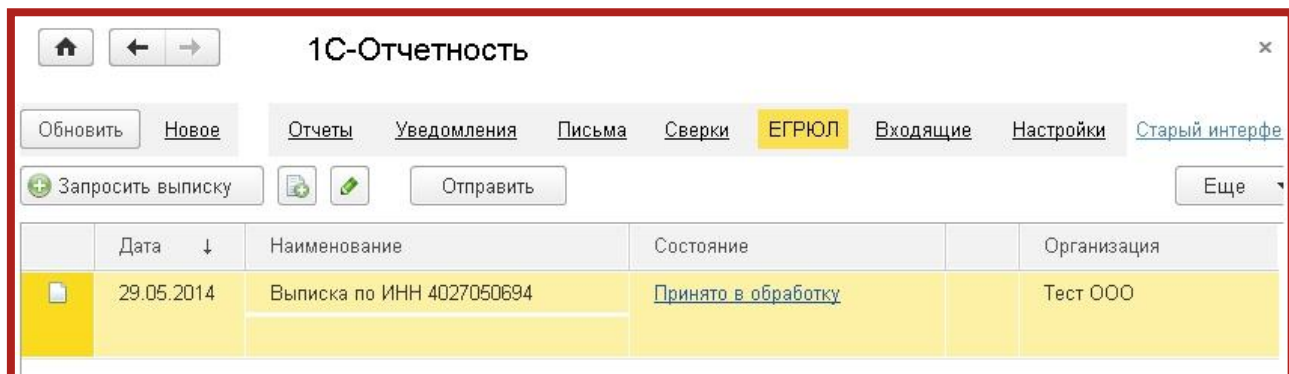 1С-Отчетность
Обновить Новое Отчеты Уведомления Письма Сверки ЕГРЮЛ Входящие Настройки Старый интерфе
Запросить выписку Отправить Еще
Дата ↓ Наименование Состояние Организация
29.05.2014 Выписка по ИНН 4027050694 Принято в обработку Тест ООО